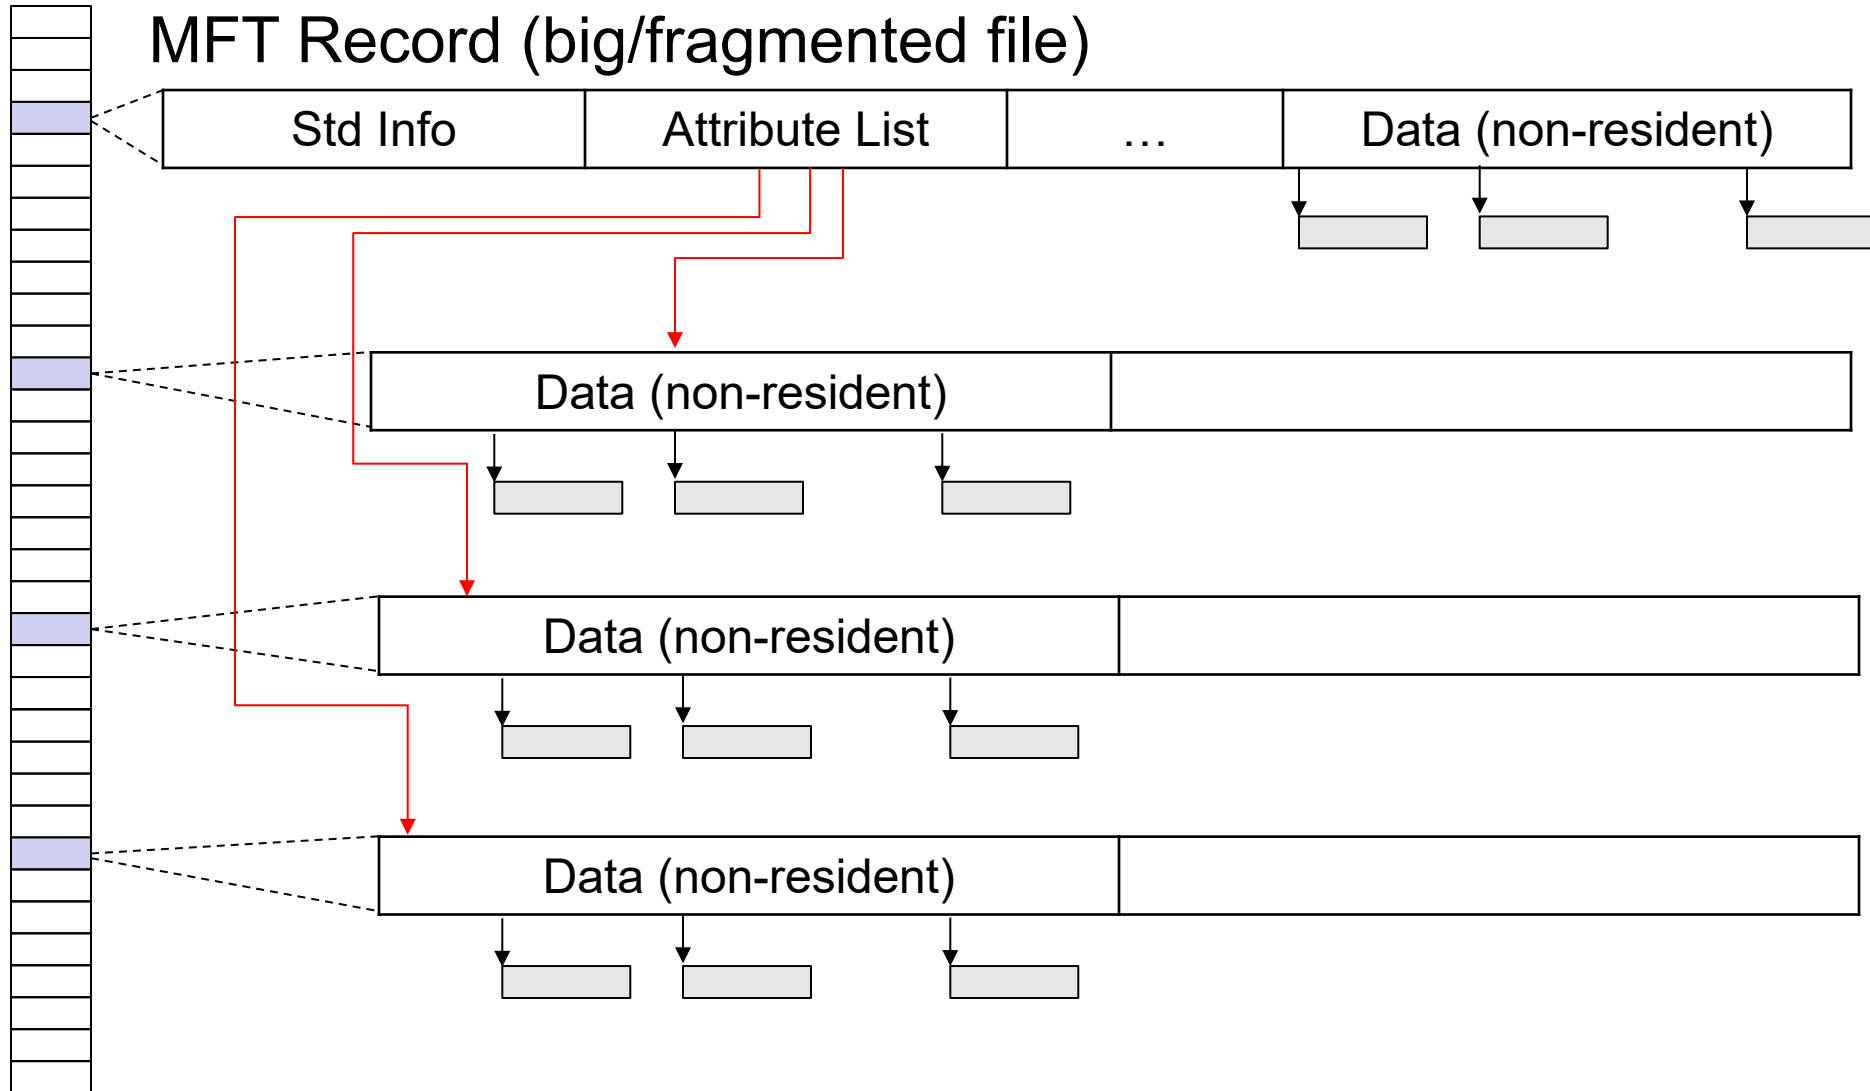 MFT Record (big/fragmented file)
Std Info Attribute List … Data (non-resident)
Data (non-resident)
Data (non-resident)
Data (non-resident)